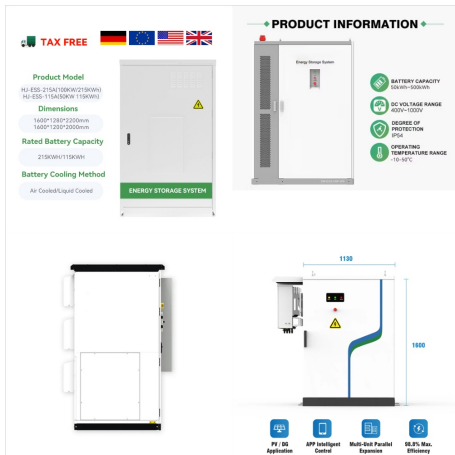 TAX FREE
Product Model
HJ-ESS-215A(100KW/215KWh)
HJ-ESS-115A(50KW 115KWh)
Dimensions
1600*1280*2200mm
1600*1200*2000mm
Rated Battery Capacity
215KWH/115KWH
Battery Cooling Method
Air Cooled/Liquid Cooled
ENERGY STORAGE SYSTEM
PRODUCT INFORMATION
Energy Storage System
BATTERY CAPACITY
50kWh~500kWh
DC VOLTAGE RANGE
400V~1000V
DEGREE OF
PROTECTION
IP54
OPERATING
TEMPERATURE RANGE
-10~50℃
1130
1600
PV / DG
Application
APP Intelligent
Control
Multi-Unit Parallel
Expansion
98.8% Max.
Efficiency